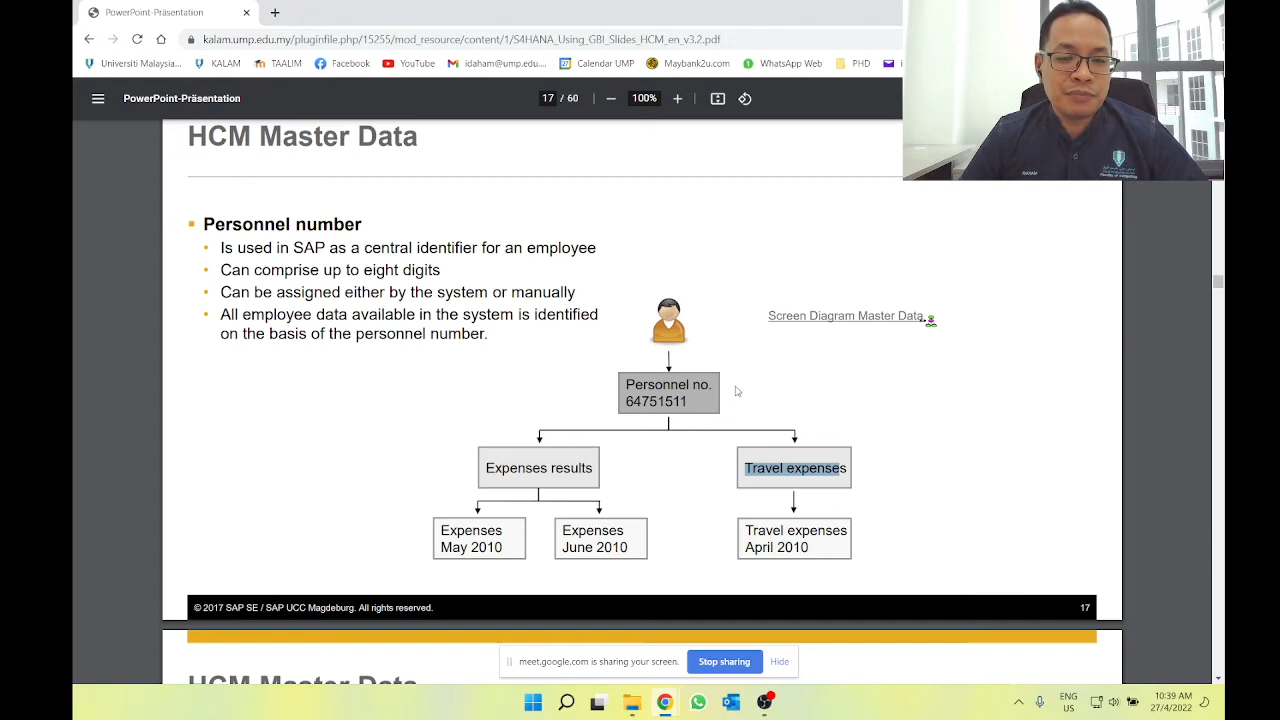 PowerPoint-Präsentation
kalam.ump.edu.my/pluginfile.php/15255/mod_resource/content/1/S4HANA_Using_GBI_Slides_HCM_en_v3.2.pdf
Universiti Malaysia... KALAM TAALIM Facebook YouTube Calendar UMP Maybank2u.com WhatsApp Web PHD
PowerPoint-Präsentation 17 / 60 100%
HCM Master Data
Personnel number
Is used in SAP as a central identifier for an employee
Can comprise up to eight digits
Can be assigned either by the system or manually
All employee data available in the system is identified
on the basis of the personnel number.
Screen Diagram Master Data
Personnel no.
64751511
Expenses results
Travel expenses
Expenses
May 2010
Expenses
June 2010
Travel expenses
April 2010
© 2017 SAP SE / SAP UCC Magdeburg. All rights reserved. 17
meet.google.com is sharing your screen. Stop sharing Hide
HCM Master Data
ENG
US
10:39 AM
27/4/2022